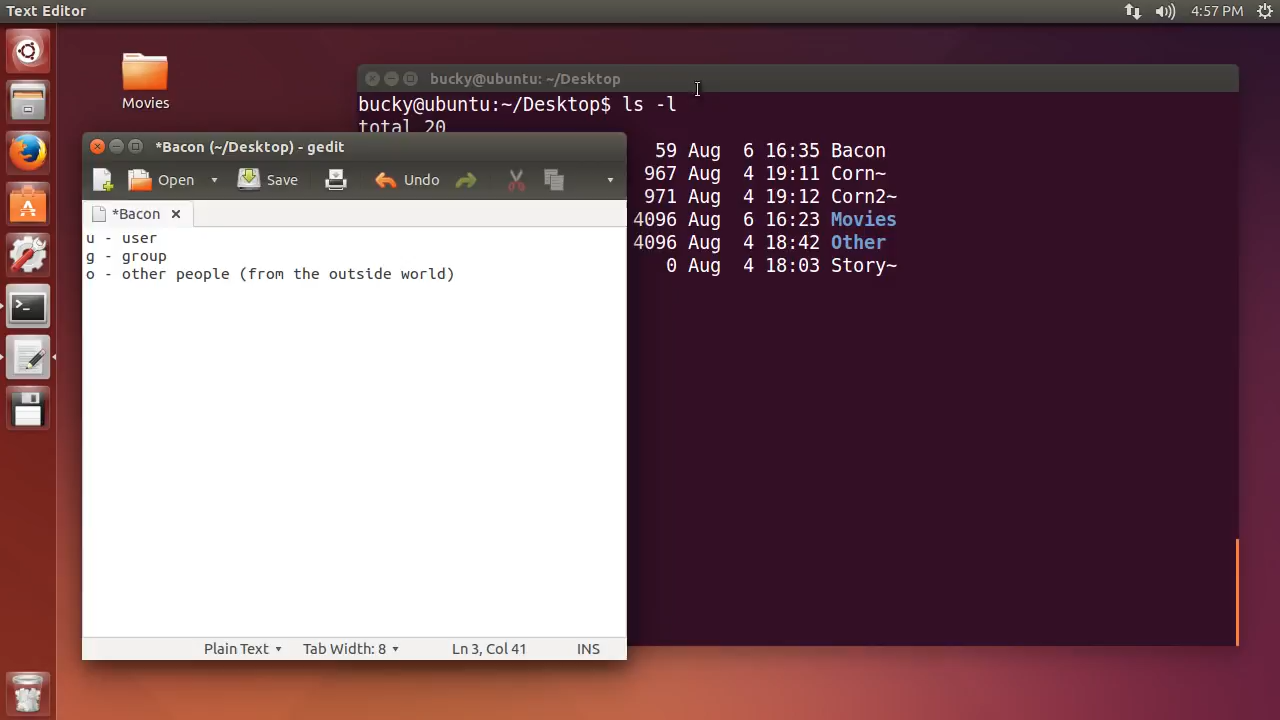 Text Editor
4:57 PM
Movies
bucky@ubuntu: ~/Desktop
bucky@ubuntu:~/Desktop$ ls -l
total 20
59 Aug 6 16:35 Bacon
967 Aug 4 19:11 Corn~
971 Aug 4 19:12 Corn2~
4096 Aug 6 16:23 Movies
4096 Aug 4 18:42 Other
0 Aug 4 18:03 Story~
*Bacon (~/Desktop) - gedit
Open Save Undo
*Bacon
u - user
g - group
o - other people (from the outside world)
Plain Text Tab Width: 8 Ln 3, Col 41 INS